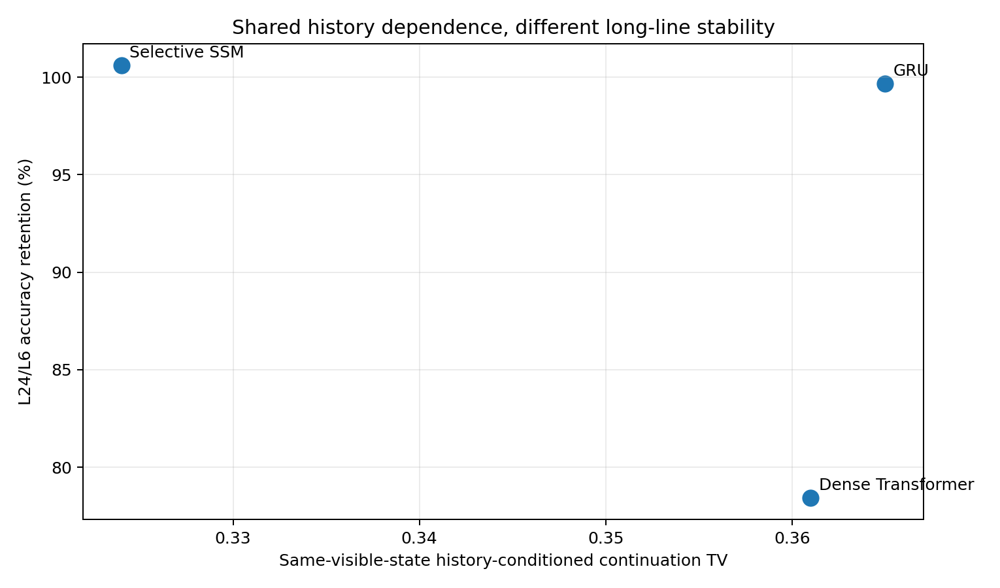 Shared history dependence, different long-line stability
Selective SSM
GRU
Dense Transformer
100
95
90
85
80
L24/L6 accuracy retention (%)
0.33
0.34
0.35
0.36
Same-visible-state history-conditioned continuation TV